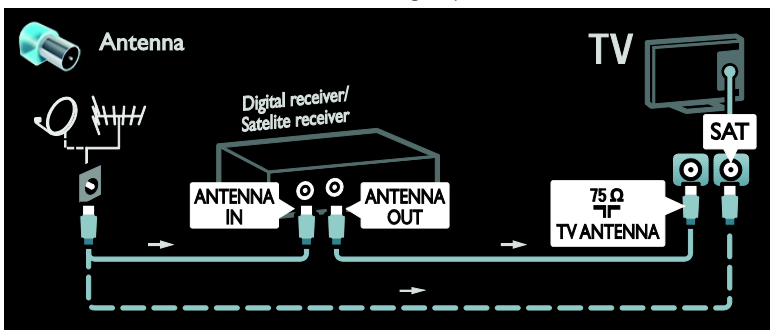 Antenna
TV
Digital receiver/
Satelite receiver
SAT
ANTENNA
IN
ANTENNA
OUT
75 Ω
TV ANTENNA